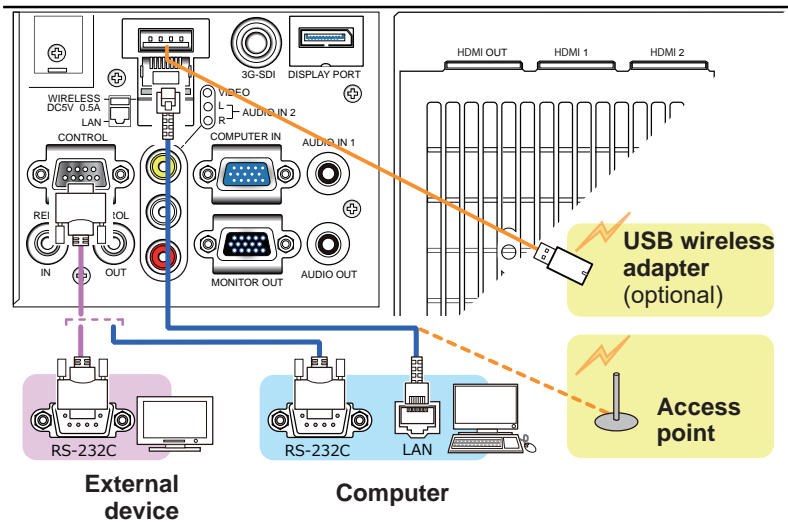 HDMI OUT
HDMI 1
HDMI 2
3G-SDI
DISPLAY PORT
WIRELESS
DC5V 0.5A
LAN
VIDEO
L
R
AUDIO IN 2
CONTROL
COMPUTER IN
AUDIO IN 1
IN
OUT
MONITOR OUT
AUDIO OUT
USB wireless
adapter
(optional)
RS-232C
RS-232C
LAN
Access
point
External
device
Computer